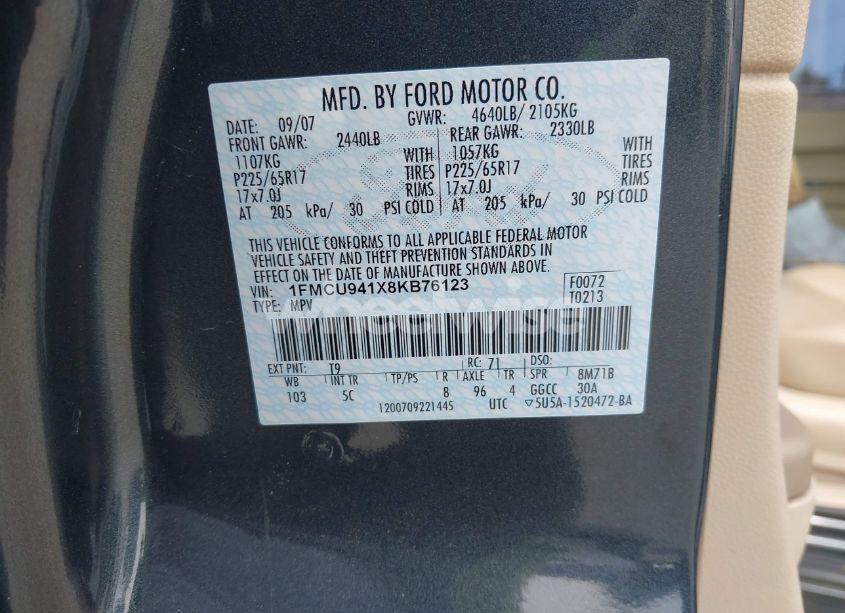 MFD. BY FORD MOTOR CO.
DATE: 09/07 GVWR: 4640LB/ 2105KG
FRONT GAWR: 2440LB REAR GAWR: 2330LB
1107KG WITH 1057KG WITH
P225/65R17 TIRES P225/65R17 TIRES
17x7.0J RIMS 17x7.0J RIMS
AT 205 kPa/ 30 PSI COLD AT 205 kPa/ 30 PSI COLD
THIS VEHICLE CONFORMS TO ALL APPLICABLE FEDERAL MOTOR
VEHICLE SAFETY AND THEFT PREVENTION STANDARDS IN
EFFECT ON THE DATE OF MANUFACTURE SHOWN ABOVE.
VIN: 1FMCU941X8KB76123 F0072
TYPE: MPV T0213
wheelwise
EXT PNT: T9 RC: 71 DSO:
WB INT TR TP/PS R AXLE TR SPR 8M71B
103 5C 8 96 4 GGCC 30A
1200709221445 UTC ▽5U5A-1520472-BA